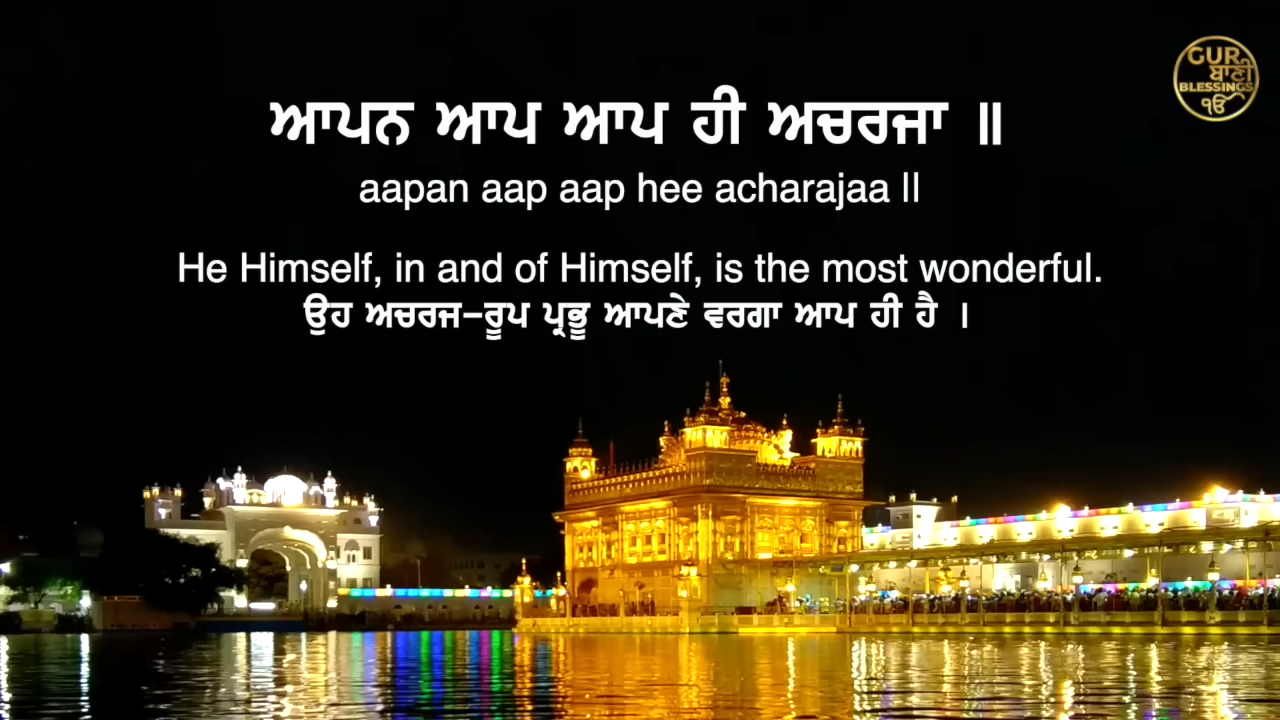 GUR
ਬਾਣੀ
BLESSINGS
ੴ
ਆਪਨ ਆਪ ਆਪ ਹੀ ਅਚਰਜਾ ॥
aapan aap aap hee acharajaa ||
He Himself, in and of Himself, is the most wonderful.
ਉਹ ਅਚਰਜ-ਰੂਪ ਪ੍ਰਭੂ ਆਪਣੇ ਵਰਗਾ ਆਪ ਹੀ ਹੈ ।